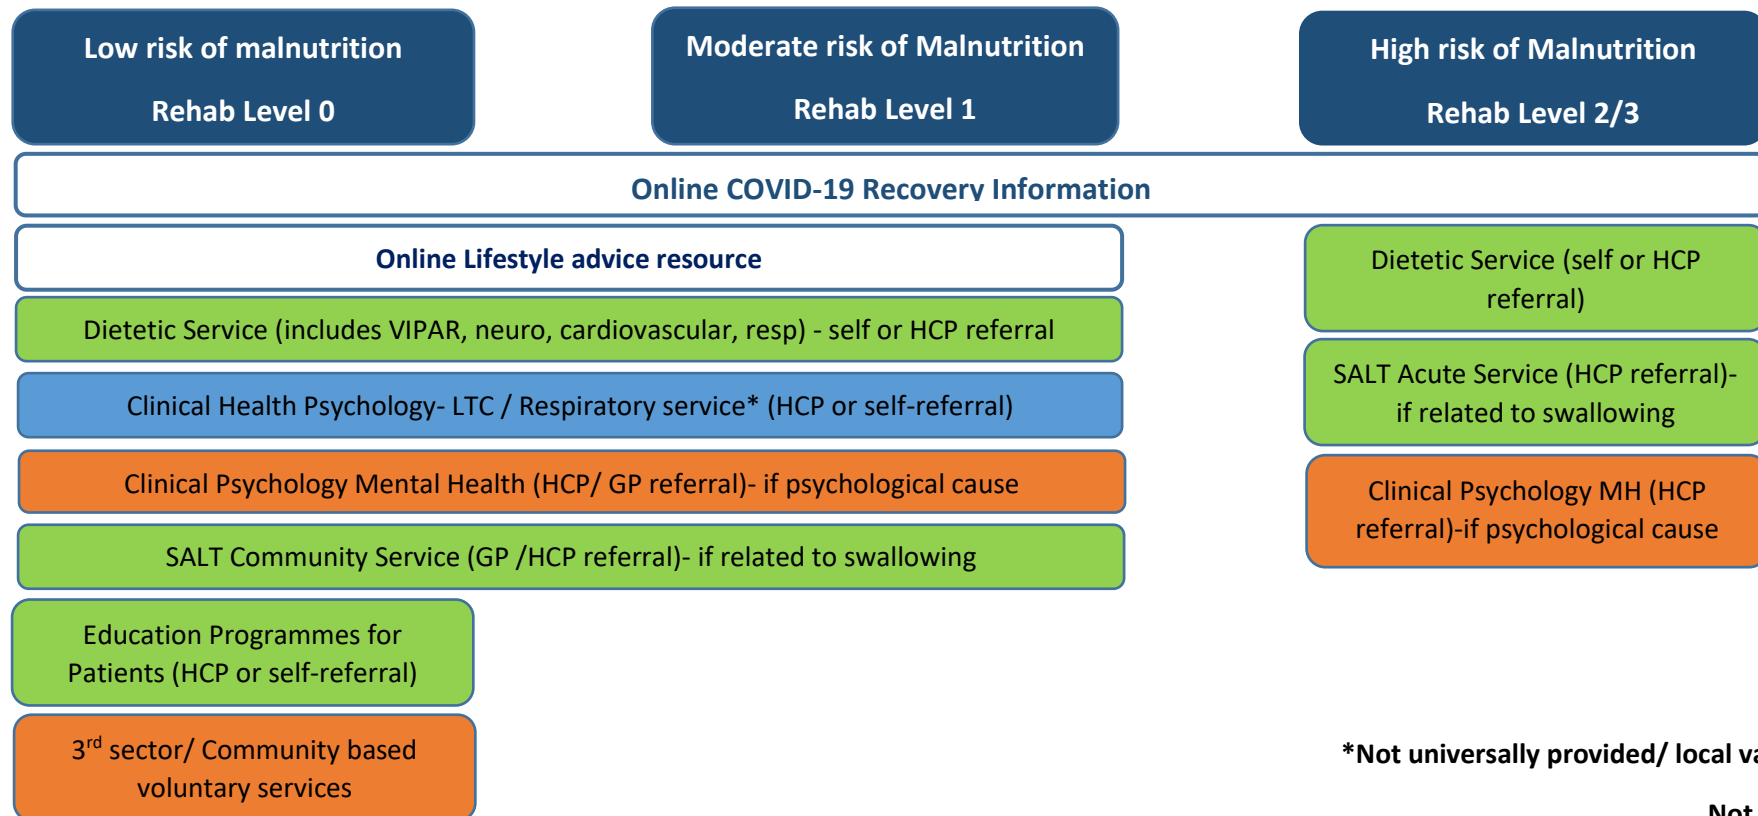 Low risk of malnutrition
Rehab Level 0
Moderate risk of Malnutrition
Rehab Level 1
High risk of Malnutrition
Rehab Level 2/3
Online COVID-19 Recovery Information
Online Lifestyle advice resource
Dietetic Service (includes VIPAR, neuro, cardiovascular, resp) - self or HCP referral
Clinical Health Psychology- LTC / Respiratory service* (HCP or self-referral)
Clinical Psychology Mental Health (HCP/ GP referral)- if psychological cause
SALT Community Service (GP /HCP referral)- if related to swallowing
Education Programmes for
Patients (HCP or self-referral)
3rd sector/ Community based
voluntary services
Dietetic Service (self or HCP
referral)
SALT Acute Service (HCP referral)-
if related to swallowing
Clinical Psychology MH (HCP
referral)-if psychological cause
*Not universally provided/ local
Not